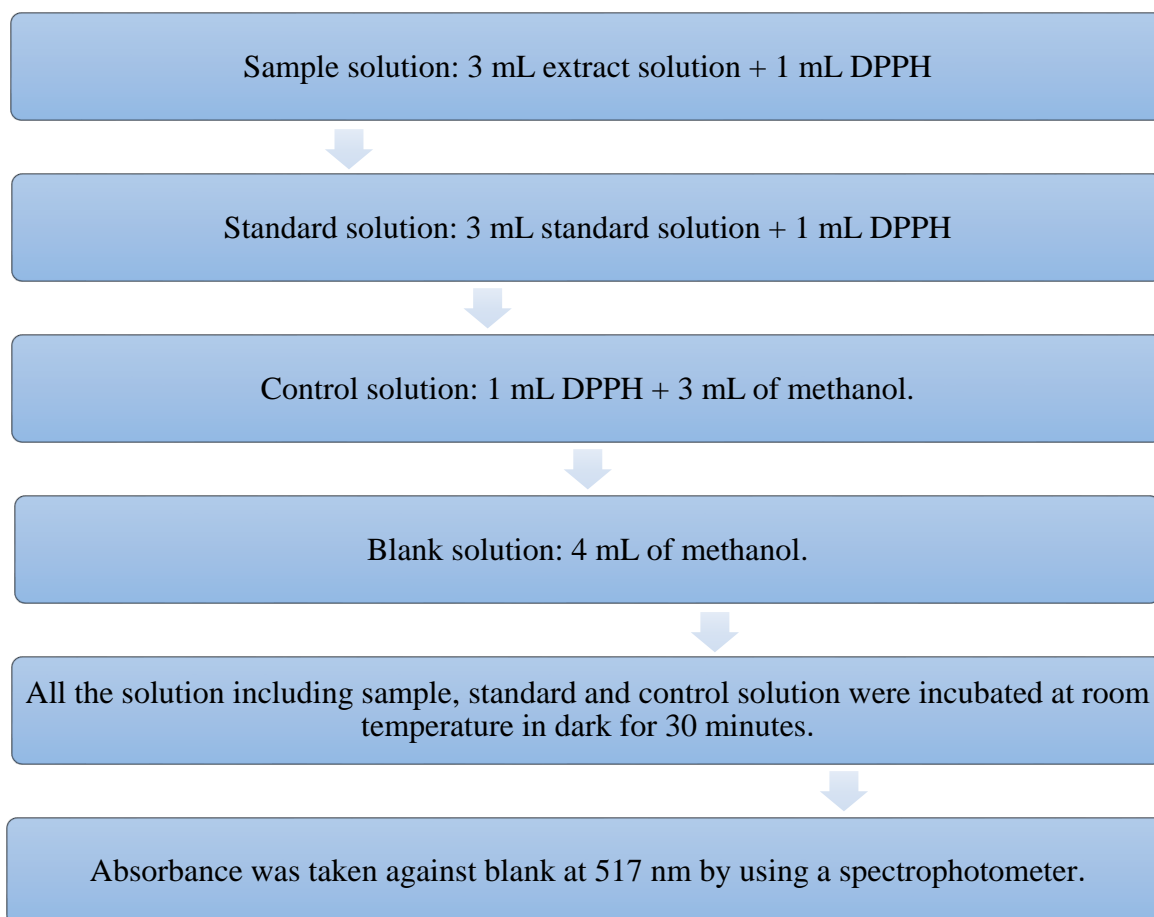 Sample solution: 3 mL extract solution + 1 mL DPPH
Standard solution: 3 mL standard solution + 1 mL DPPH
Control solution: 1 mL DPPH + 3 mL of methanol.
Blank solution: 4 mL of methanol.
All the solution including sample, standard and control solution were incubated at room
temperature in dark for 30 minutes.
Absorbance was taken against blank at 517 nm by using a spectrophotometer.